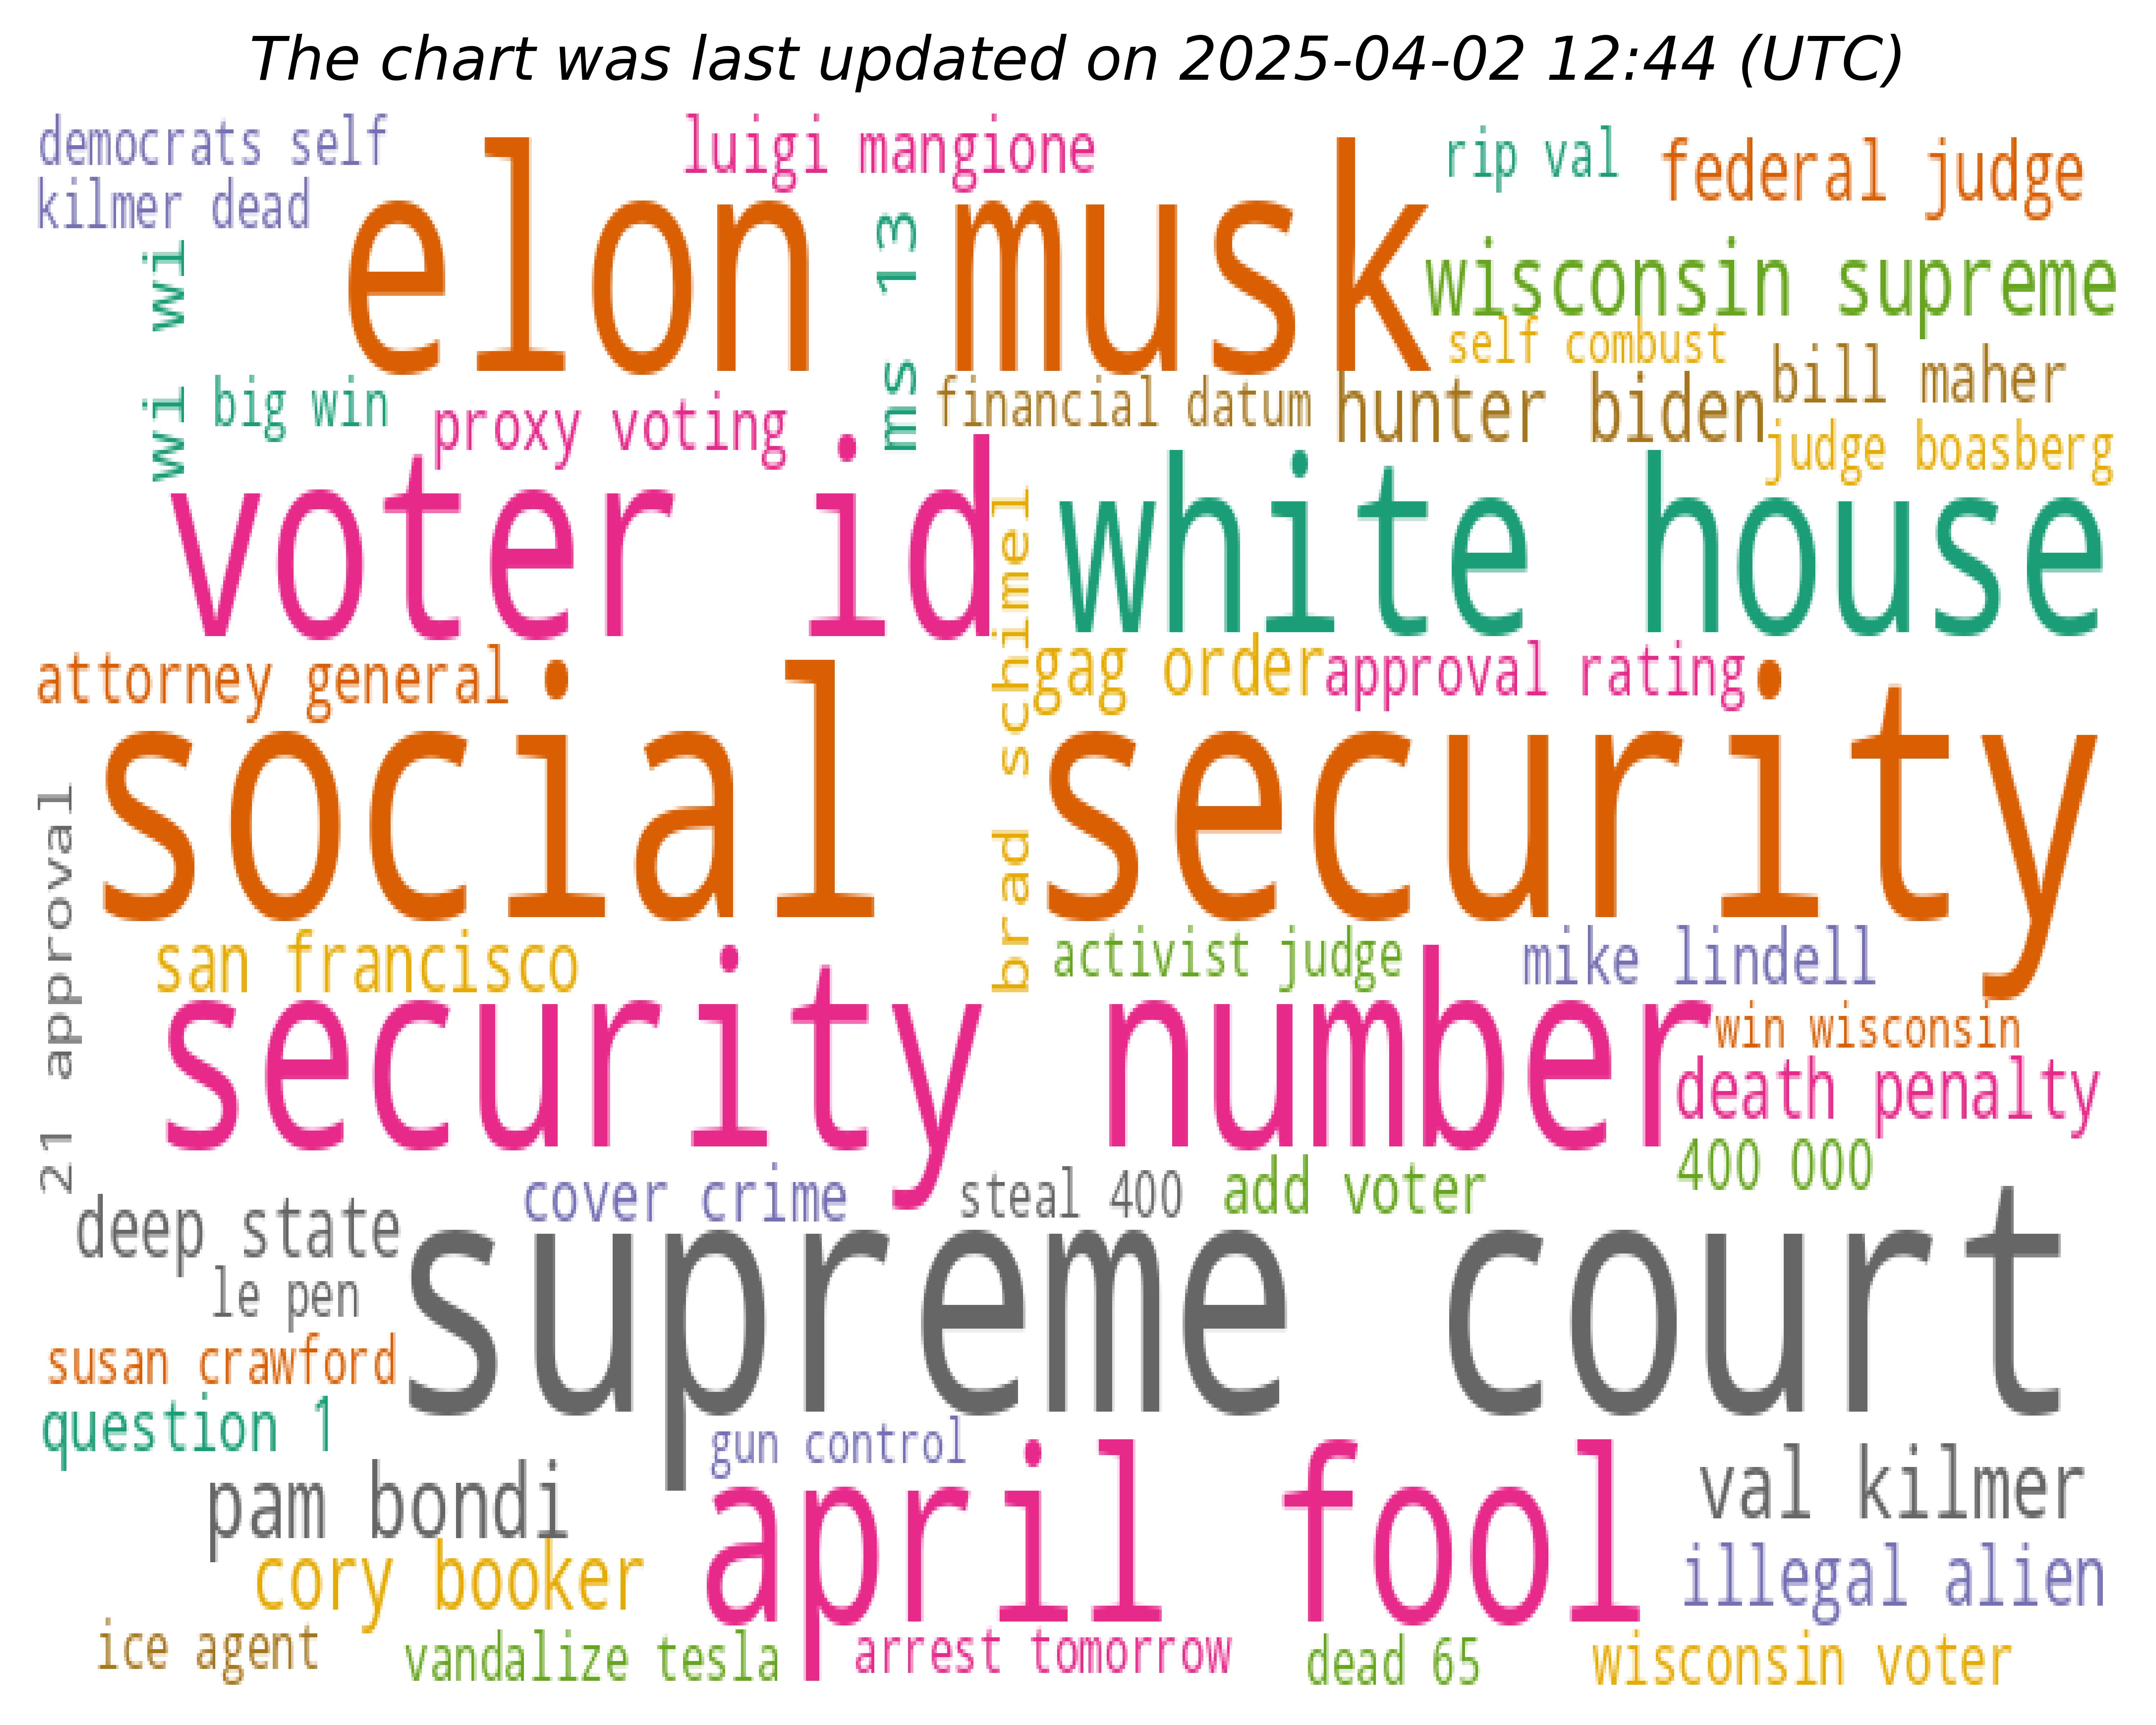 The chart was last updated on 2025-04-02 12:44 (UTC)
democrats self
luigi mangione
rip val
federal judge
kilmer dead
elon musk
ms 13
wi wi
wisconsin supreme
self combust
big win
proxy voting
financial datum
hunter biden
bill maher
judge boasberg
voter id
white house
brad schimel
attorney general
gag order
approval rating
social security
21 approval
san francisco
activist judge
mike lindell
security number
win wisconsin
death penalty
400 000
cover crime
steal 400
add voter
deep state
le pen
supreme court
susan crawford
question 1
gun control
pam bondi
april fool
val kilmer
cory booker
illegal alien
ice agent
vandalize tesla
arrest tomorrow
dead 65
wisconsin voter